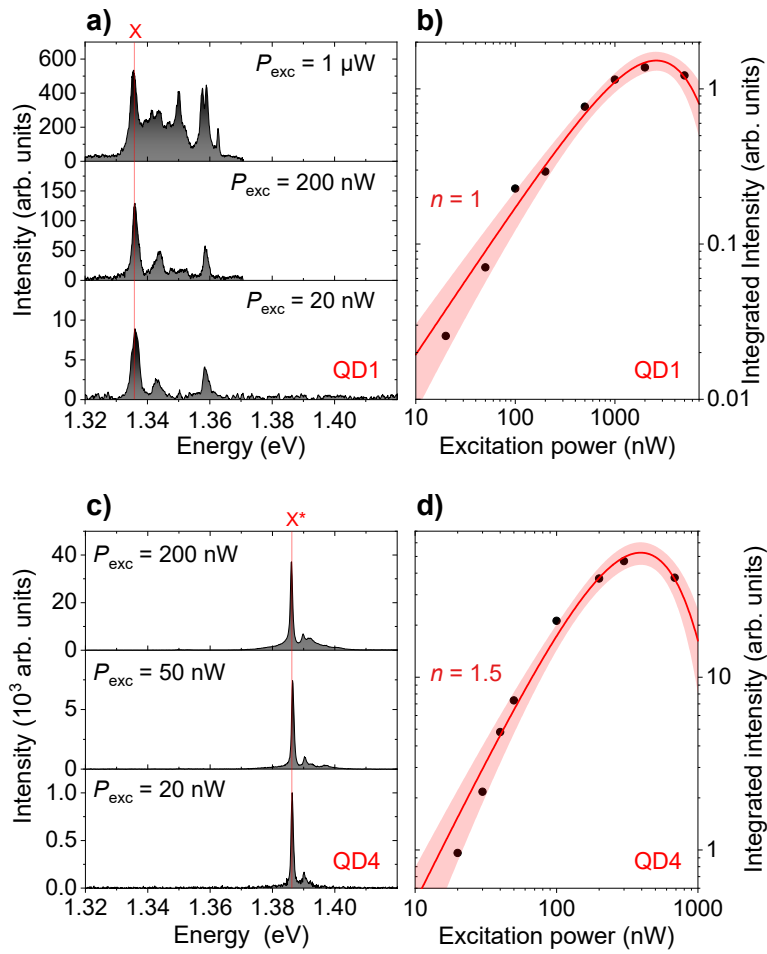 a)
X
P_exc = 1 µW
600
400
200
0
P_exc = 200 nW
150
100
50
0
P_exc = 20 nW
10
5
0
QD1
Intensity (arb. units)
1.32 1.34 1.36 1.38 1.40
Energy (eV)
b)
n = 1
QD1
1
0.1
0.01
Integrated Intensity (arb. units)
10 100 1000
Excitation power (nW)
c)
X*
P_exc = 200 nW
40
20
0
P_exc = 50 nW
5
0
P_exc = 20 nW
1.0
0.5
0.0
QD4
Intensity (10³ arb. units)
1.32 1.34 1.36 1.38 1.40
Energy (eV)
d)
n = 1.5
QD4
10
1
Integrated intensity (arb. units)
10 100 1000
Excitation power (nW)